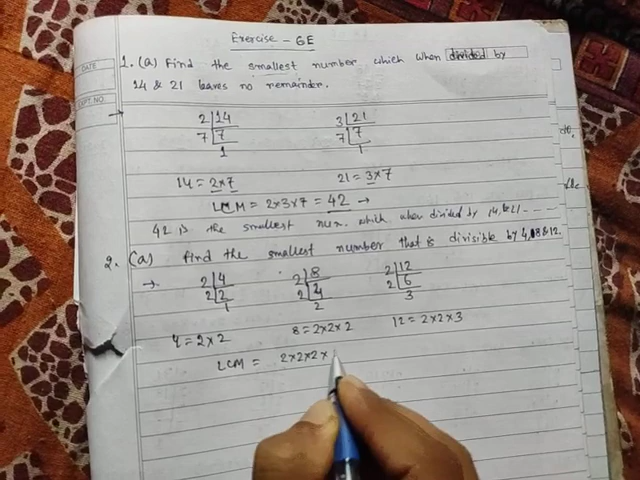 Exercise - 6E
DATE
EXPT. NO.
1. (a) Find the smallest number which when divided by
14 & 21 leaves no remainder.
2 | 14
7 | 7
1
3 | 21
7 | 7
1
14 = 2 × 7
21 = 3 × 7
LCM = 2×3×7 = 42 →
42 is the smallest num. which when divided by 14, & 21 - - - -
2. (a) Find the smallest number that is divisible by 4, 8 & 12.
→ 2 | 4
2 | 2
1
2 | 8
2 | 4
2
2 | 12
2 | 6
3
4 = 2 × 2
8 = 2×2×2
12 = 2×2×3
LCM = 2×2×2×